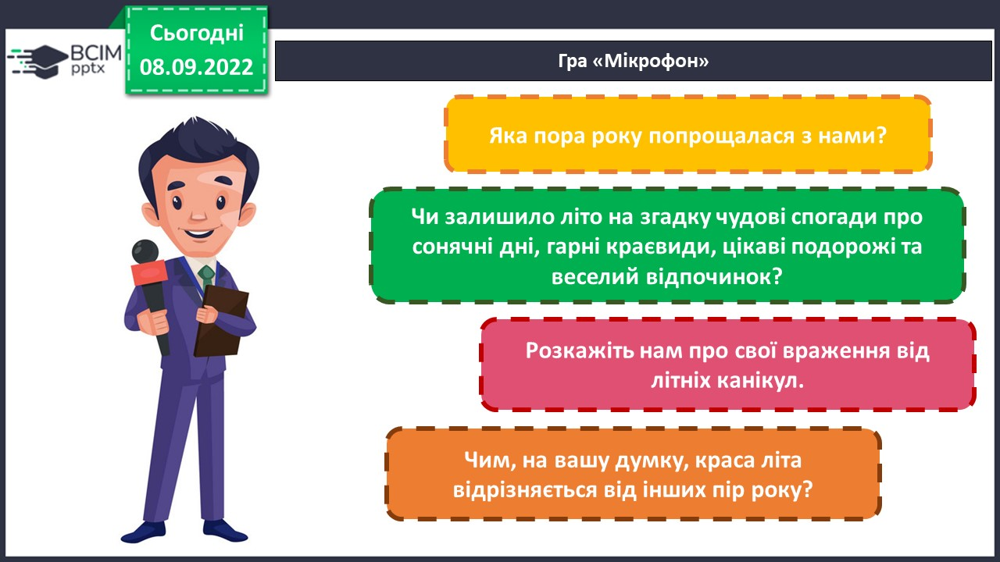 Сьогодні
08.09.2022
BCIM
pptx
Гра «Мікрофон»
Яка пора року попрощалася з нами?
Чи залишило літо на згадку чудові спогади про
сонячні дні, гарні краєвиди, цікаві подорожі та
веселий відпочинок?
Розкажіть нам про свої враження від
літніх канікул.
Чим, на вашу думку, краса літа
відрізняється від інших пір року?